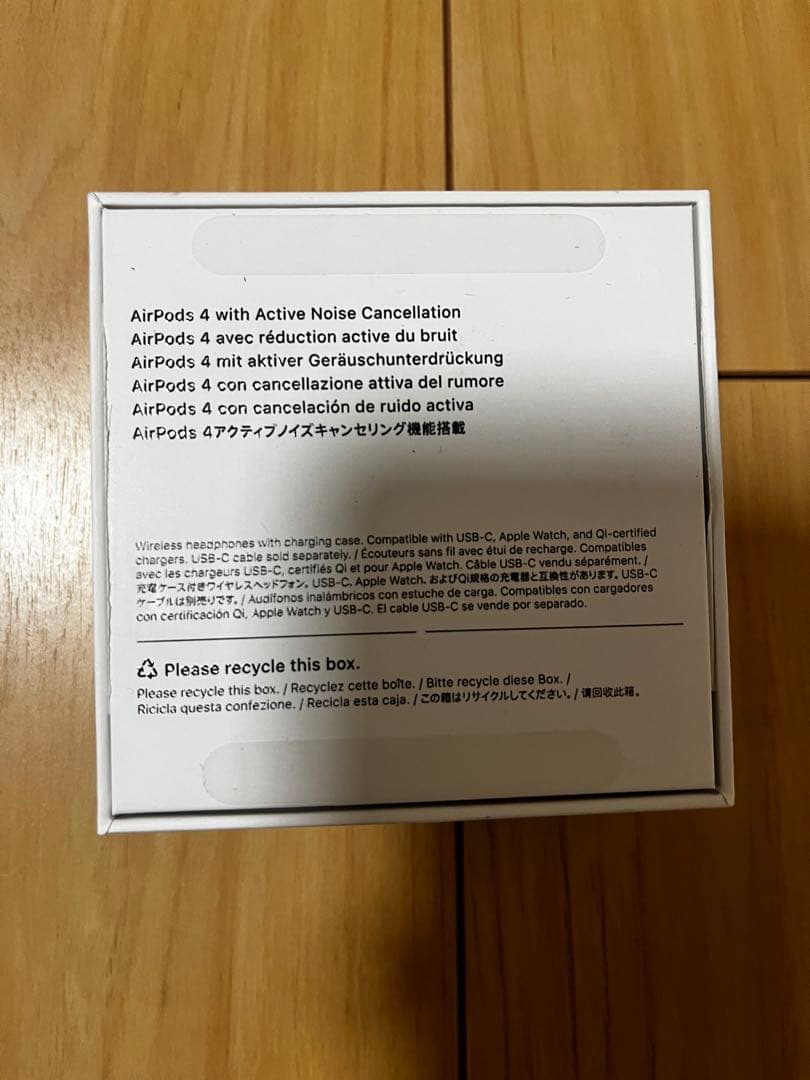 AirPods 4 with Active Noise Cancellation
AirPods 4 avec réduction active du bruit
AirPods 4 mit aktiver Geräuschunterdrückung
AirPods 4 con cancellazione attiva del rumore
AirPods 4 con cancelación de ruido activa
AirPods 4アクティブノイズキャンセリング機能搭載
Wireless headphones with charging case. Compatible with USB-C, Apple Watch, and Qi-certified
chargers. USB-C cable sold separately. / Écouteurs sans fil avec étui de recharge. Compatibles
avec les chargeurs USB-C, certifiés Qi et pour Apple Watch. Câble USB-C vendu séparément. /
充電ケース付きワイヤレスヘッドフォン。USB-C、Apple Watch、およびQi規格の充電器と互換性があります。USB-C
ケーブルは別売りです。/ Audífonos inalámbricos con estuche de carga. Compatibles con cargadores
con certificación Qi, Apple Watch y USB-C. El cable USB-C se vende por separado.
Please recycle this box.
Please recycle this box. / Recyclez cette boîte. / Bitte recycle diese Box. /
Ricicla questa confezione. / Recicla esta caja. / この箱はリサイクルしてください。/ 请回收此箱。